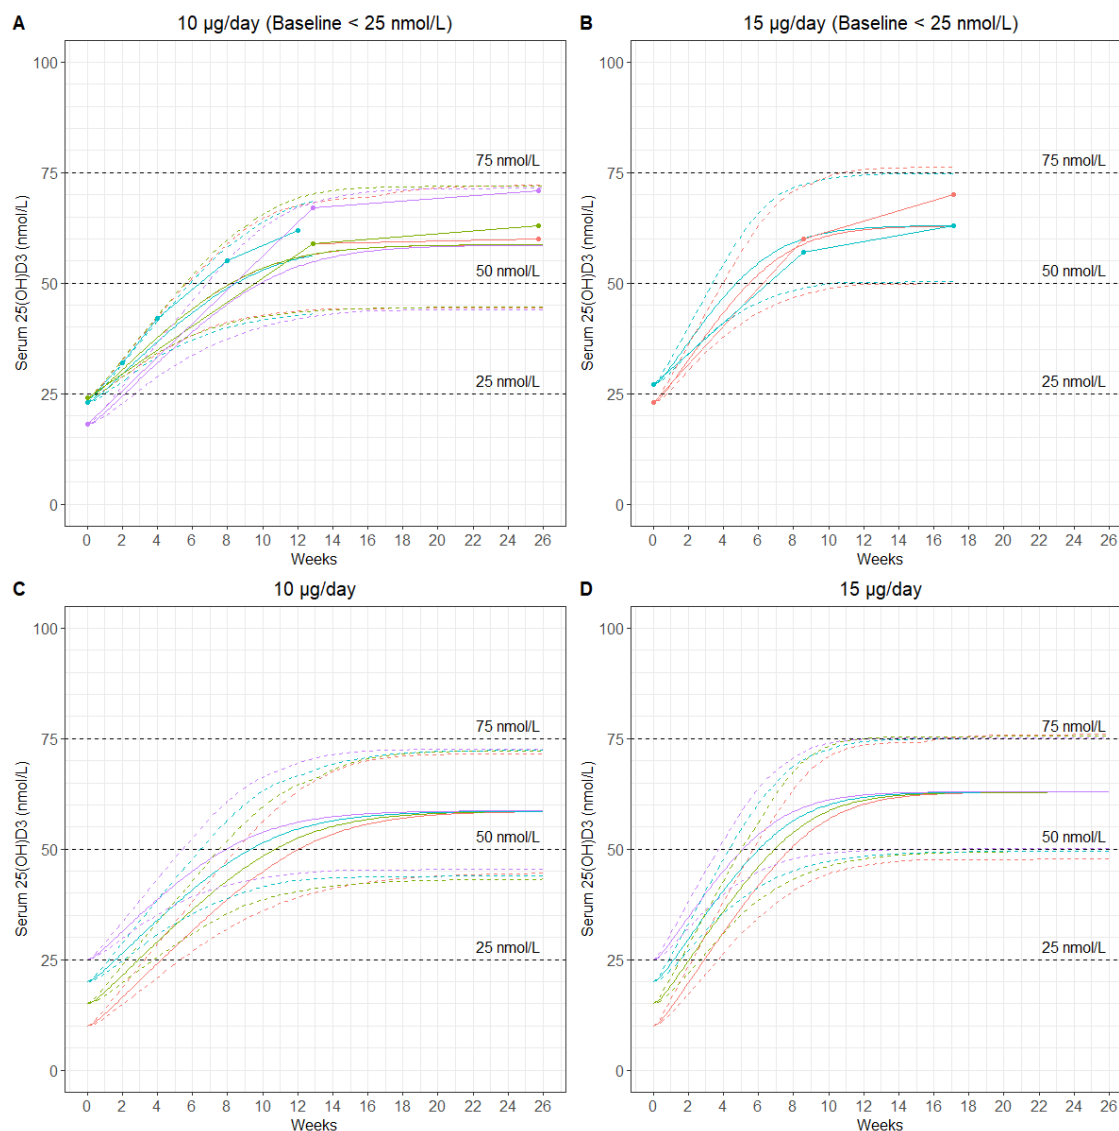 A
10 µg/day (Baseline < 25 nmol/L)
Serum 25(OH)D3 (nmol/L)
100
75
50
25
0
75 nmol/L
50 nmol/L
25 nmol/L
0 2 4 6 8 10 12 14 16 18 20 22 24 26
Weeks
B
15 µg/day (Baseline < 25 nmol/L)
Serum 25(OH)D3 (nmol/L)
100
75
50
25
0
75 nmol/L
50 nmol/L
25 nmol/L
0 2 4 6 8 10 12 14 16 18 20 22 24 26
Weeks
C
10 µg/day
Serum 25(OH)D3 (nmol/L)
100
75
50
25
0
75 nmol/L
50 nmol/L
25 nmol/L
0 2 4 6 8 10 12 14 16 18 20 22 24 26
Weeks
D
15 µg/day
Serum 25(OH)D3 (nmol/L)
100
75
50
25
0
75 nmol/L
50 nmol/L
25 nmol/L
0 2 4 6 8 10 12 14 16 18 20 22 24 26
Weeks